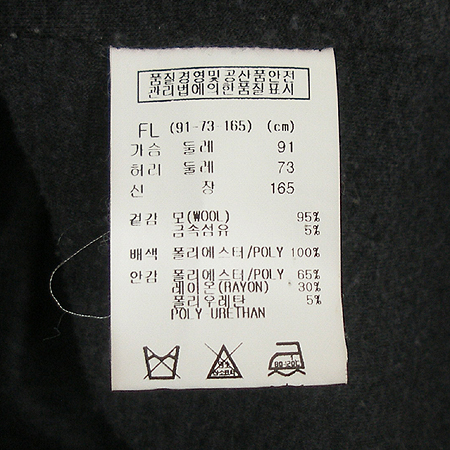 품질경영및공산품안전
관리법에의한품질표시
FL (91-73-165) (cm)
가슴 둘레 91
허리 둘레 73
신 장 165
겉감 모(WOOL) 95%
금속섬유 5%
배색 폴리에스터/POLY 100%
안감 폴리에스터/POLY 65%
레이온(RAYON) 30%
폴리우레탄 5%
POLY URETHAN